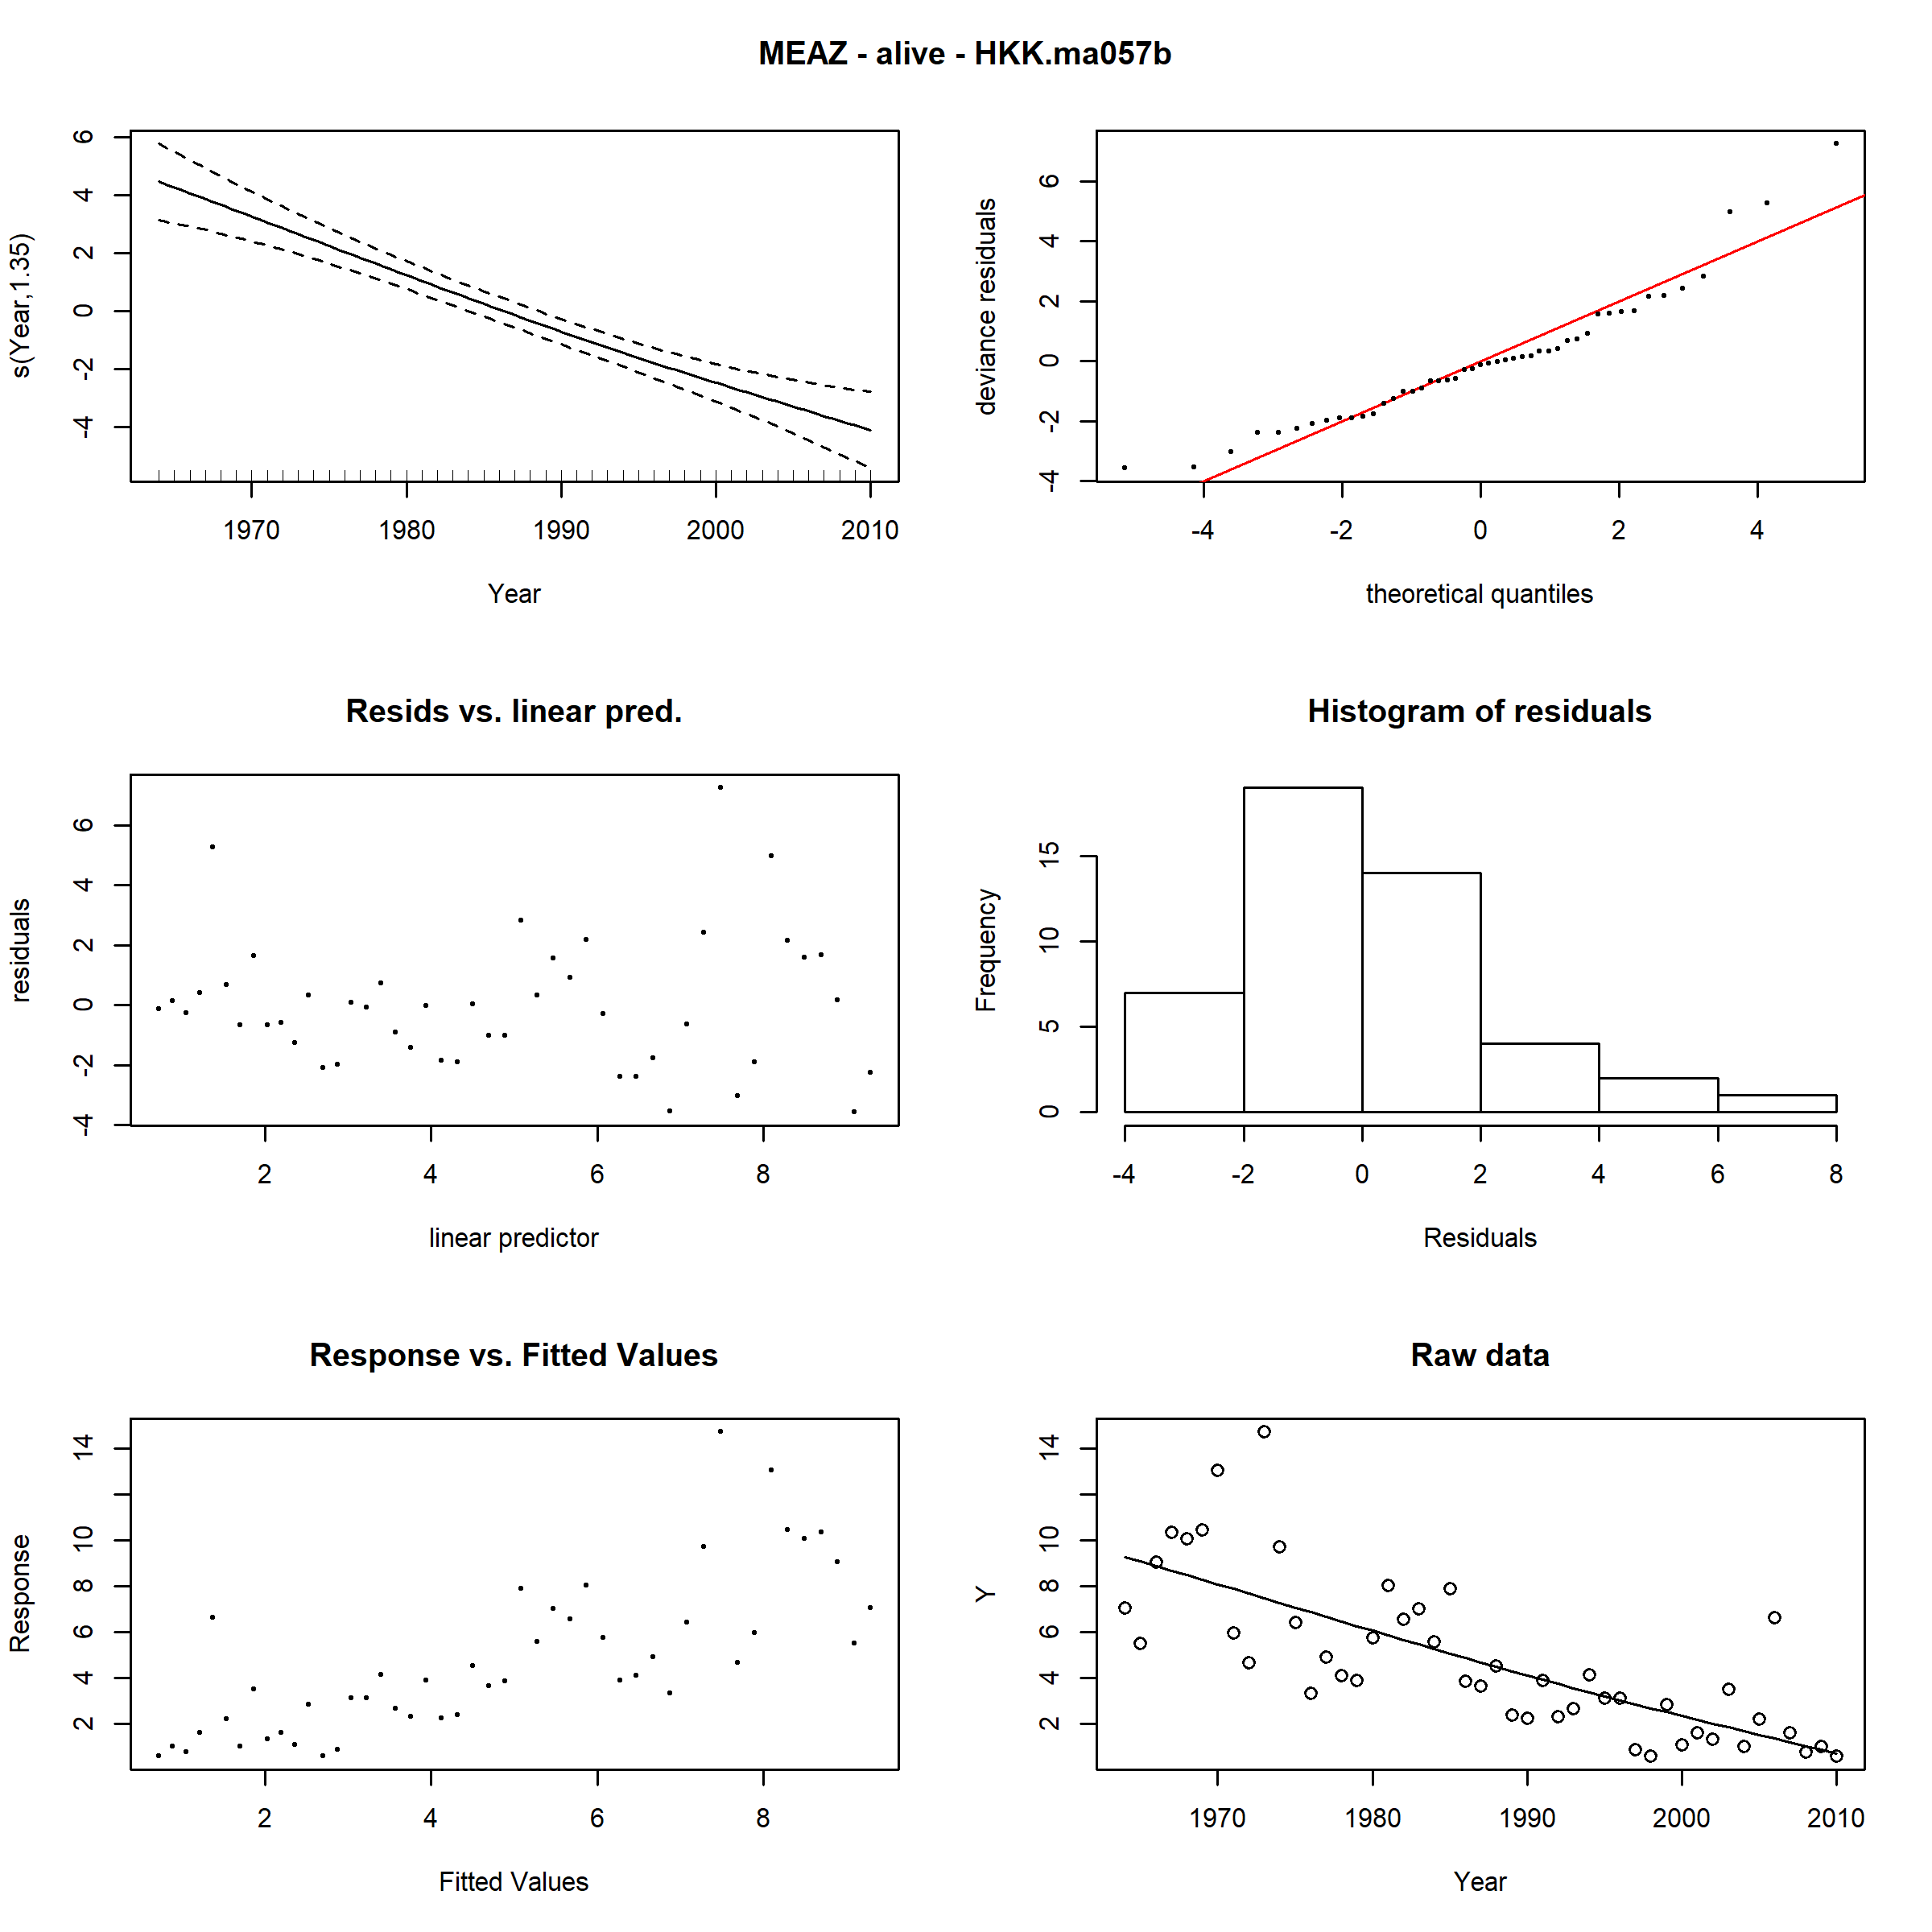 MEAZ - alive - HKK.ma057b
s(Year,1.35)
6
4
2
0
-2
-4
1970 1980 1990 2000 2010
Year
deviance residuals
6
4
2
0
-2
-4
-4 -2 0 2 4
theoretical quantiles
Resids vs. linear pred.
residuals
6
4
2
0
-2
-4
2 4 6 8
linear predictor
Histogram of residuals
Frequency
15
10
5
0
-4 -2 0 2 4 6 8
Residuals
Response vs. Fitted Values
Response
14
10
8
6
4
2
2 4 6 8
Fitted Values
Raw data
Y
14
10
8
6
4
2
1970 1980 1990 2000 2010
Year